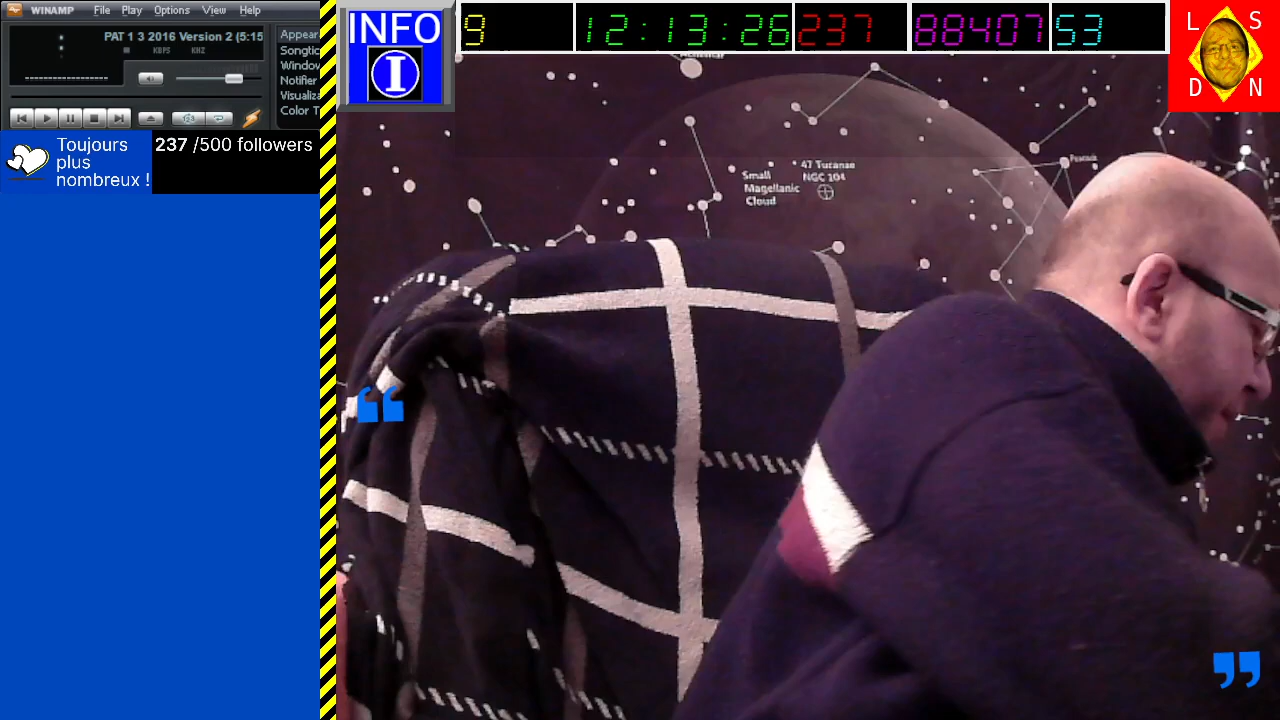 WINAMP File Play Options View Help
PAT 1 3 2016 Version 2 (5:15
KBPS KHZ
Appear
Songtic
Window
Notifier
Visualiza
Color T
Toujours
plus
nombreux !
237 /500 followers
INFO
I
9
12:13:26
237
88407
53
L S
D N
47 Tucanae
NGC 104
Small
Magellanic
Cloud